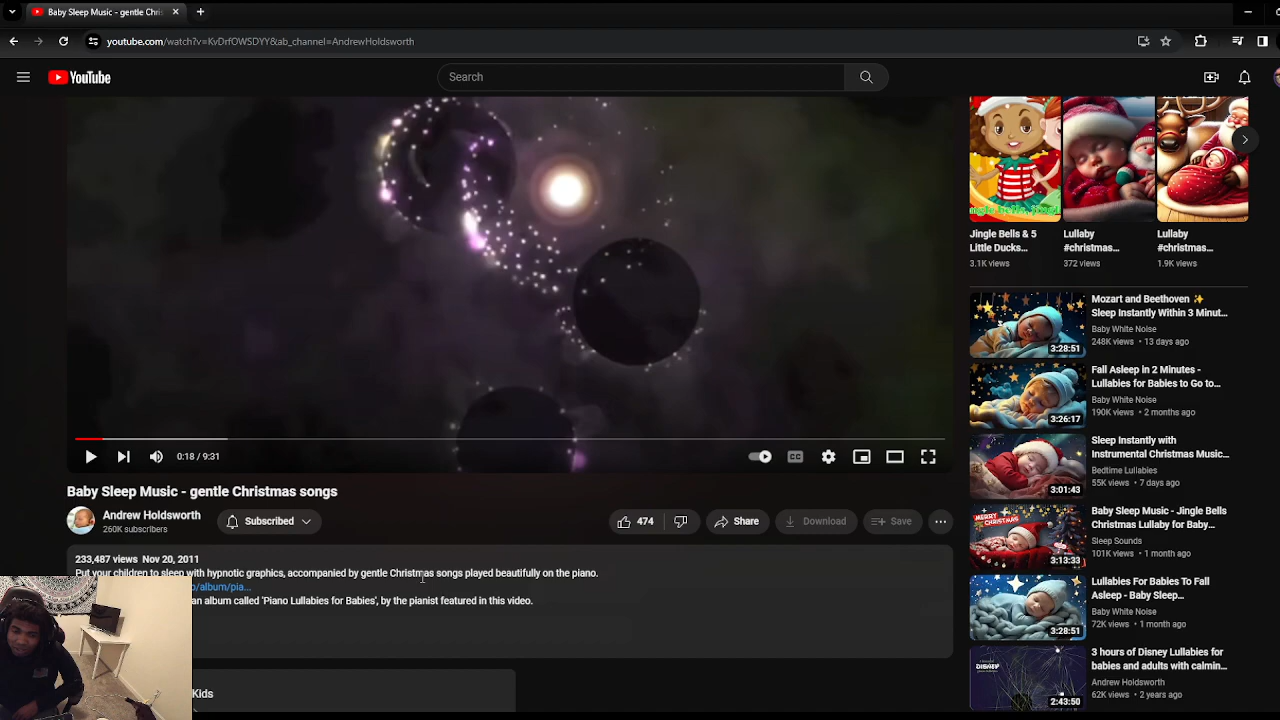 Baby Sleep Music - gentle Chris
youtube.com/watch?v=KvDrfOWSDYY&ab_channel=AndrewHoldsworth
YouTube
Search
0:18 / 9:31
CC
Baby Sleep Music - gentle Christmas songs
Andrew Holdsworth
260K subscribers
Subscribed
474
Share
Download
Save
233,487 views Nov 20, 2011
Put your children to sleep with hypnotic graphics, accompanied by gentle Christmas songs played beautifully on the piano.
o/album/pia...
an album called 'Piano Lullabies for Babies', by the pianist featured in this video.
Kids
Jingle Bells & 5
Little Ducks...
3.1K views
Lullaby
#christmas...
372 views
Lullaby
#christmas...
1.9K views
3:28:51
Mozart and Beethoven ✨
Sleep Instantly Within 3 Minut...
Baby White Noise
248K views • 13 days ago
3:26:17
Fall Asleep in 2 Minutes -
Lullabies for Babies to Go to...
Baby White Noise
190K views • 2 months ago
3:01:43
Sleep Instantly with
Instrumental Christmas Music...
Bedtime Lullabies
55K views • 7 days ago
MERRY CHRISTMAS
3:13:33
Baby Sleep Music - Jingle Bells
Christmas Lullaby for Baby...
Sleep Sounds
101K views • 1 month ago
3:28:51
Lullabies For Babies To Fall
Asleep - Baby Sleep...
Baby White Noise
72K views • 1 month ago
DISNEY
2:43:50
3 hours of Disney Lullabies for
babies and adults with calmin...
Andrew Holdsworth
62K views • 2 years ago